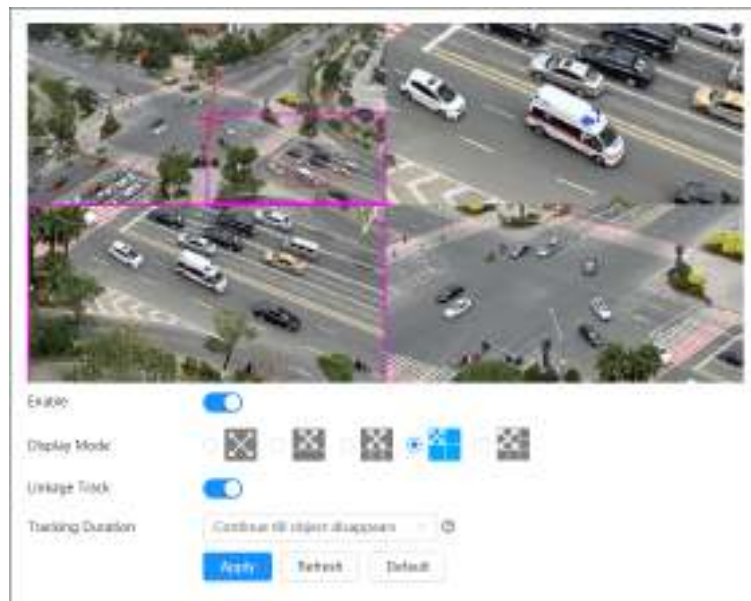 Enable
Display Mode
Linkage Track
Tracking Duration
Continue till object disappears
Apply
Refresh
Default